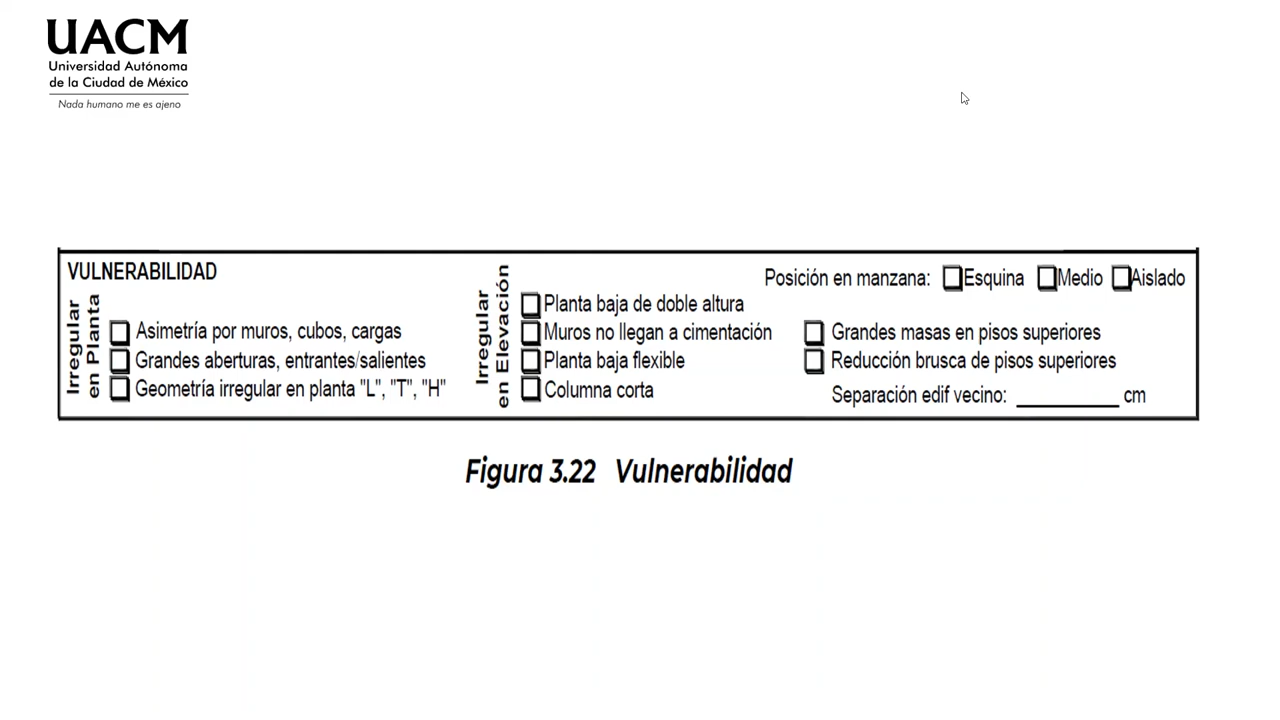 UACM
Universidad Autónoma
de la Ciudad de México
Nada humano me es ajeno
VULNERABILIDAD
Irregular
en Planta
Asimetría por muros, cubos, cargas
Grandes aberturas, entrantes/salientes
Geometría irregular en planta "L", "T", "H"
Irregular
en Elevación
Planta baja de doble altura
Muros no llegan a cimentación
Planta baja flexible
Columna corta
Posición en manzana: Esquina Medio Aislado
Grandes masas en pisos superiores
Reducción brusca de pisos superiores
Separación edif vecino: __________ cm
Figura 3.22 Vulnerabilidad